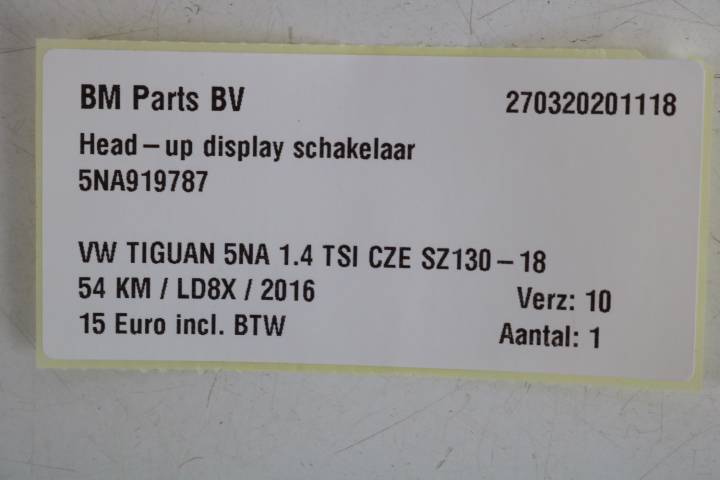 BM Parts BV 270320201118
Head-up display schakelaar
5NA919787
VW TIGUAN 5NA 1.4 TSI CZE SZ130-18
54 KM / LD8X / 2016 Verz: 10
15 Euro incl. BTW Aantal: 1